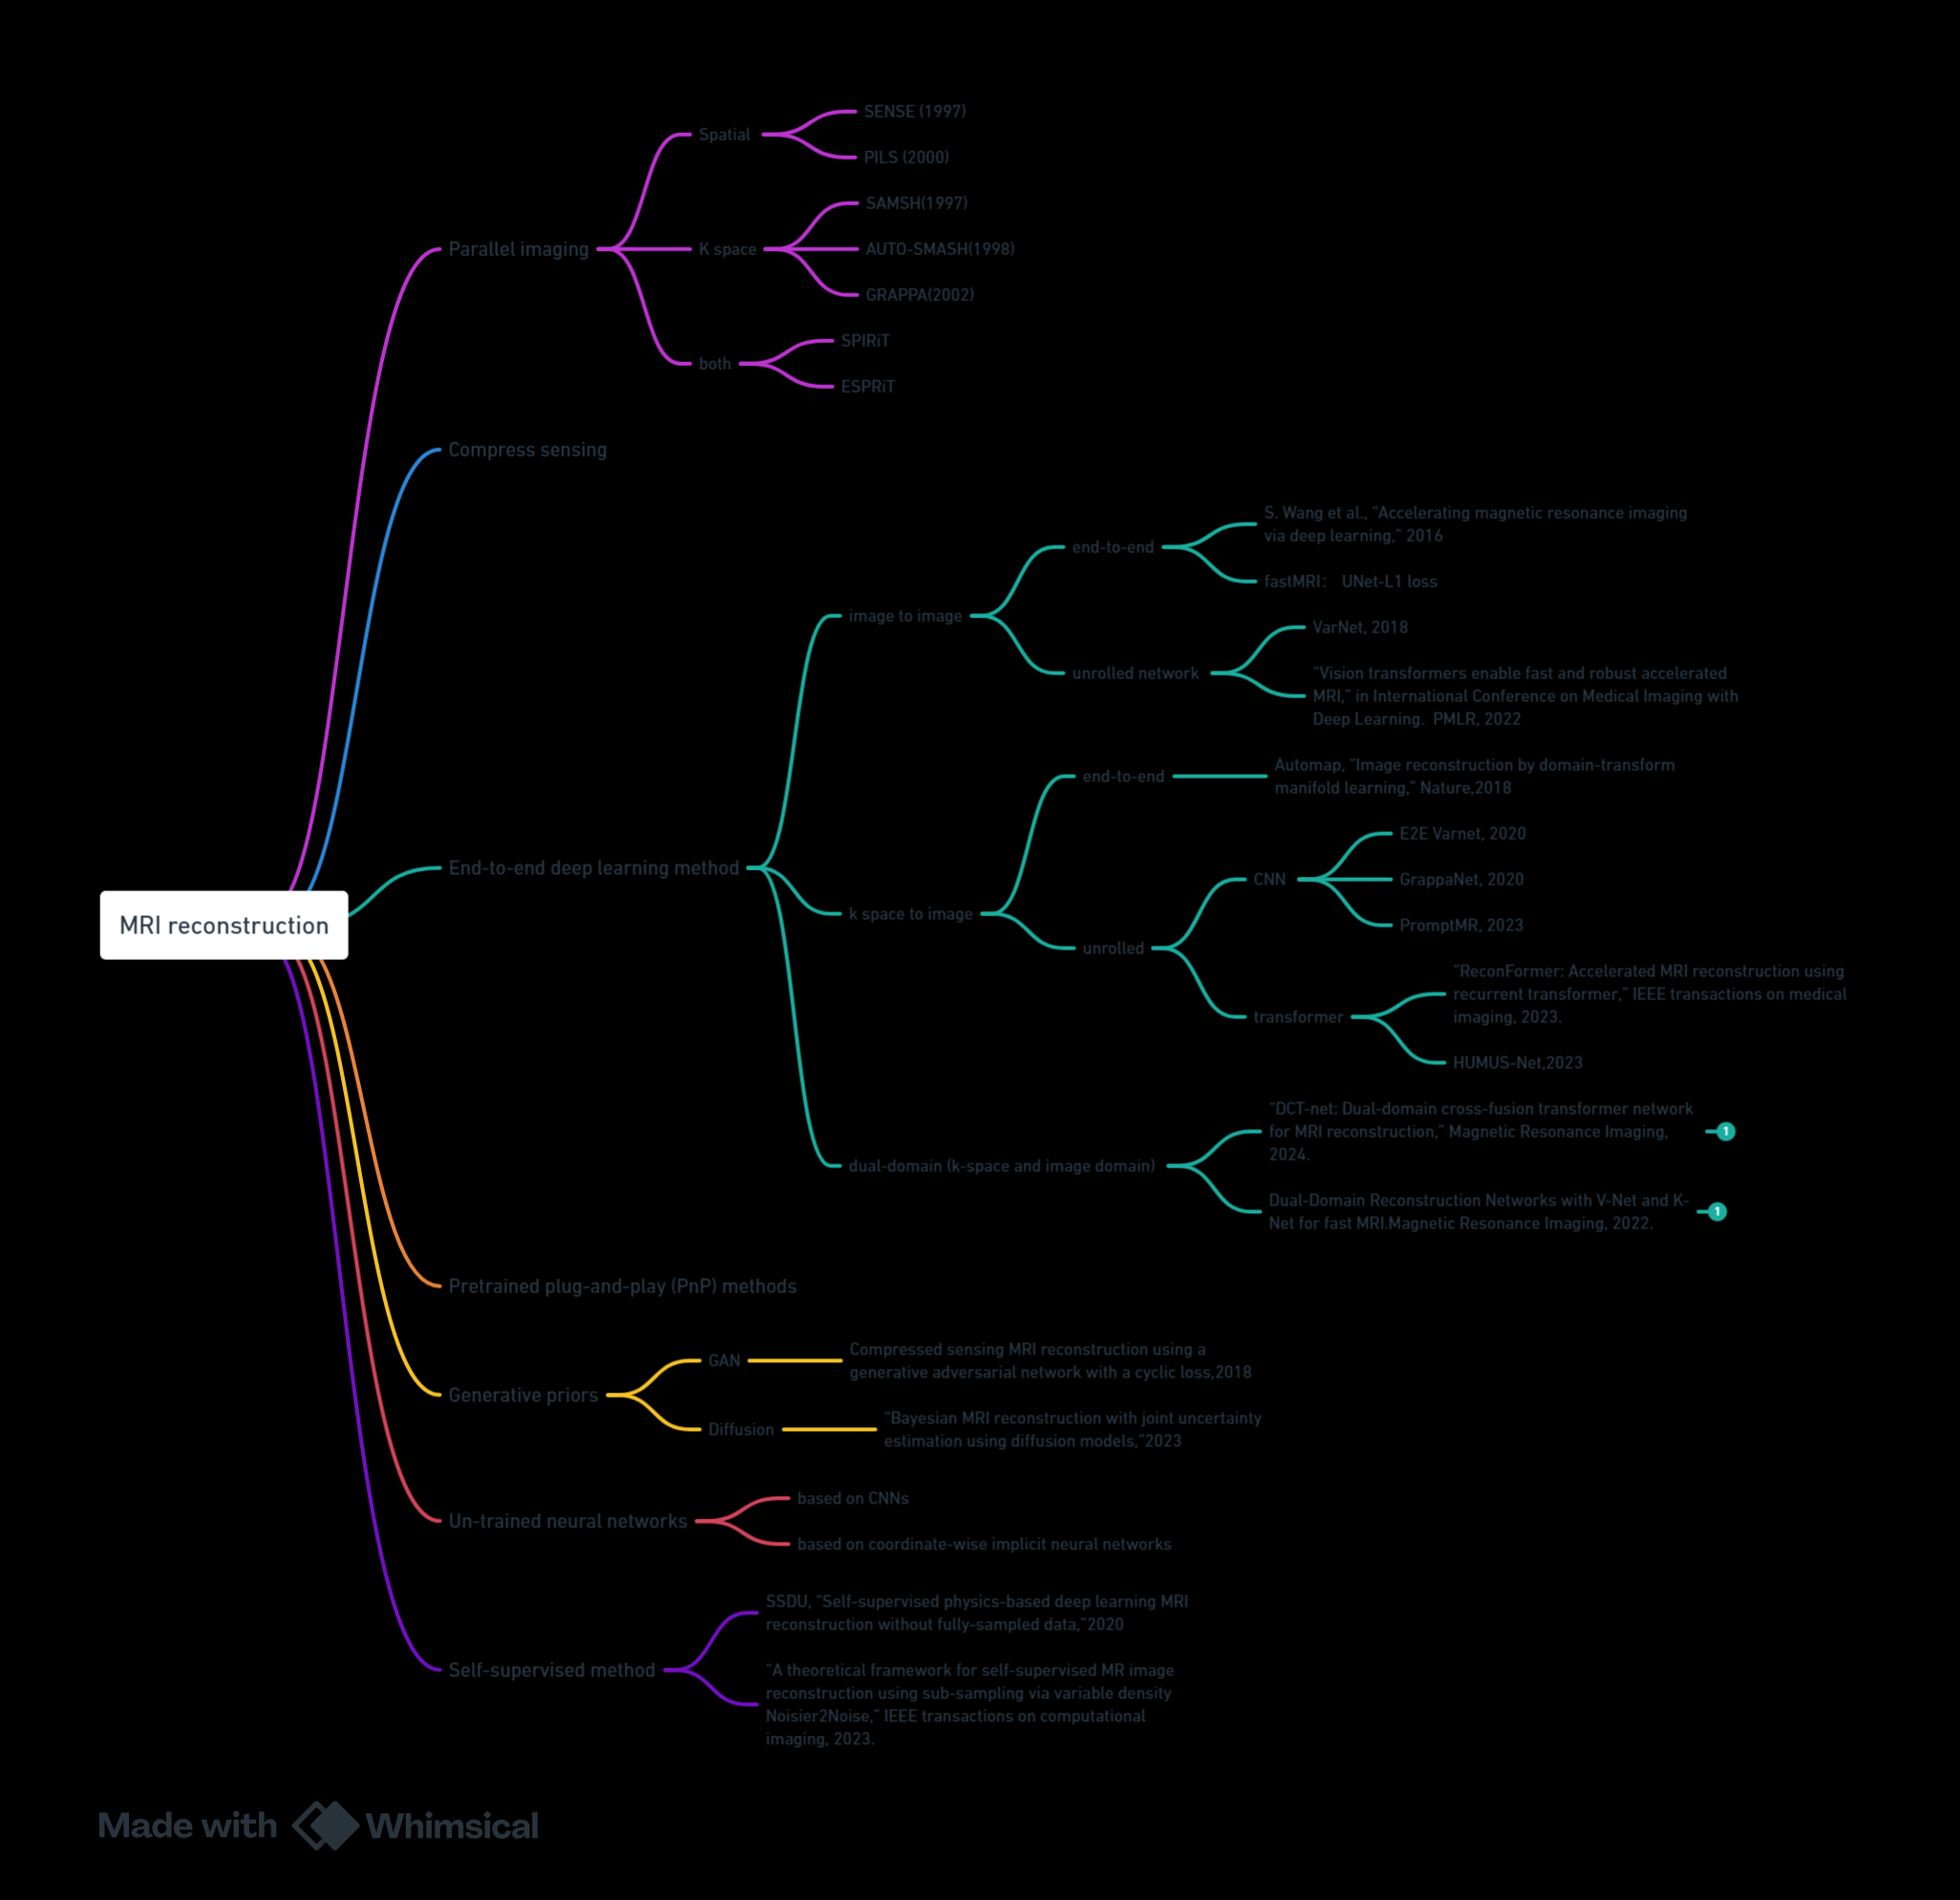 SENSE (1997)
Spatial
PILS (2000)
SAMSH(1997)
Parallel imaging
K space
AUTO-SMASH(1998)
GRAPPA(2002)
SPIRiT
both
ESPRiT
Compress sensing
S. Wang et al., “Accelerating magnetic resonance imaging
via deep learning,” 2016
end-to-end
fastMRI： UNet-L1 loss
image to image
VarNet, 2018
unrolled network
“Vision transformers enable fast and robust accelerated
MRI,” in International Conference on Medical Imaging with
Deep Learning. PMLR, 2022
Automap, “Image reconstruction by domain-transform
manifold learning,” Nature,2018
end-to-end
E2E Varnet, 2020
End-to-end deep learning method
CNN
GrappaNet, 2020
k space to image
PromptMR, 2023
MRI reconstruction
unrolled
“ReconFormer: Accelerated MRI reconstruction using
recurrent transformer,” IEEE transactions on medical
imaging, 2023.
transformer
HUMUS-Net,2023
“DCT-net: Dual-domain cross-fusion transformer network
for MRI reconstruction,” Magnetic Resonance Imaging,
2024.
1
dual-domain (k-space and image domain)
Dual-Domain Reconstruction Networks with V-Net and K-
Net for fast MRI.Magnetic Resonance Imaging, 2022.
1
Pretrained plug-and-play (PnP) methods
Compressed sensing MRI reconstruction using a
generative adversarial network with a cyclic loss,2018
GAN
Generative priors
Diffusion
“Bayesian MRI reconstruction with joint uncertainty
estimation using diffusion models,”2023
based on CNNs
Un-trained neural networks
based on coordinate-wise implicit neural networks
SSDU, “Self-supervised physics-based deep learning MRI
reconstruction without fully-sampled data,”2020
Self-supervised method
“A theoretical framework for self-supervised MR image
reconstruction using sub-sampling via variable density
Noisier2Noise,” IEEE transactions on computational
imaging, 2023.
Made with Whimsical